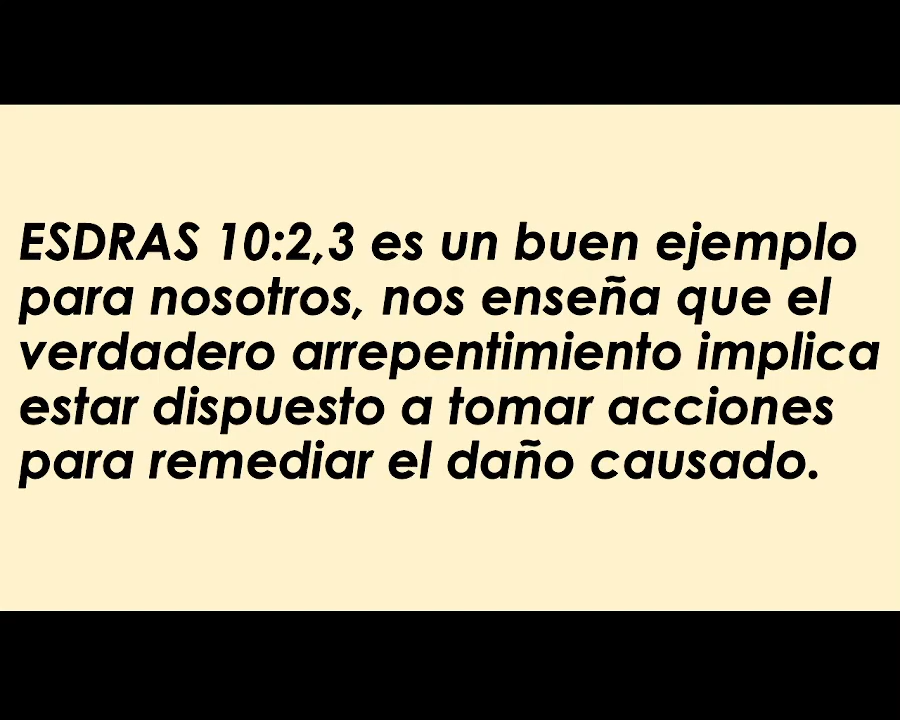 ESDRAS 10:2,3 es un buen ejemplo
para nosotros, nos enseña que el
verdadero arrepentimiento implica
estar dispuesto a tomar acciones
para remediar el daño causado.